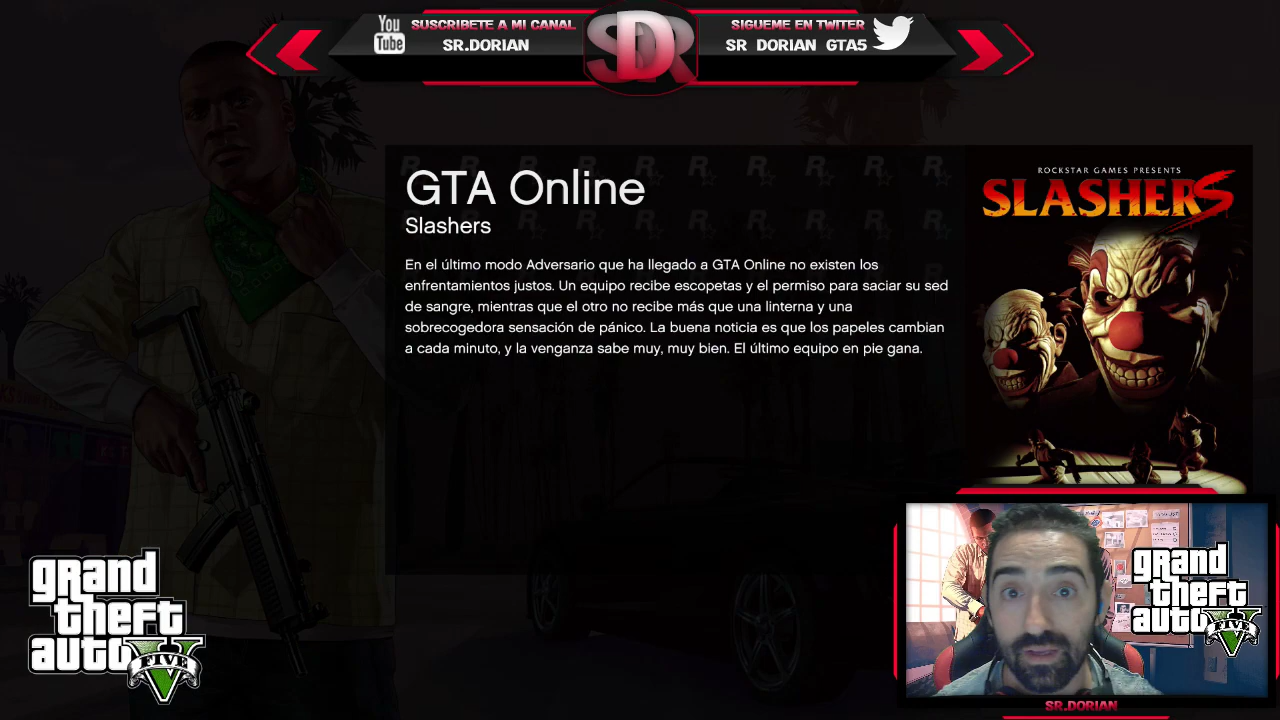 You
Tube
SUSCRIBETE A MI CANAL
SR.DORIAN
SDR
SIGUEME EN TWITER
SR DORIAN GTA5
GTA Online
Slashers
En el último modo Adversario que ha llegado a GTA Online no existen los
enfrentamientos justos. Un equipo recibe escopetas y el permiso para saciar su sed
de sangre, mientras que el otro no recibe más que una linterna y una
sobrecogedora sensación de pánico. La buena noticia es que los papeles cambian
a cada minuto, y la venganza sabe muy, muy bien. El último equipo en pie gana.
ROCKSTAR GAMES PRESENTS
SLASHERS
grand
theft
auto V
FIVE
grand
theft
auto V
FIVE
SR.DORIAN